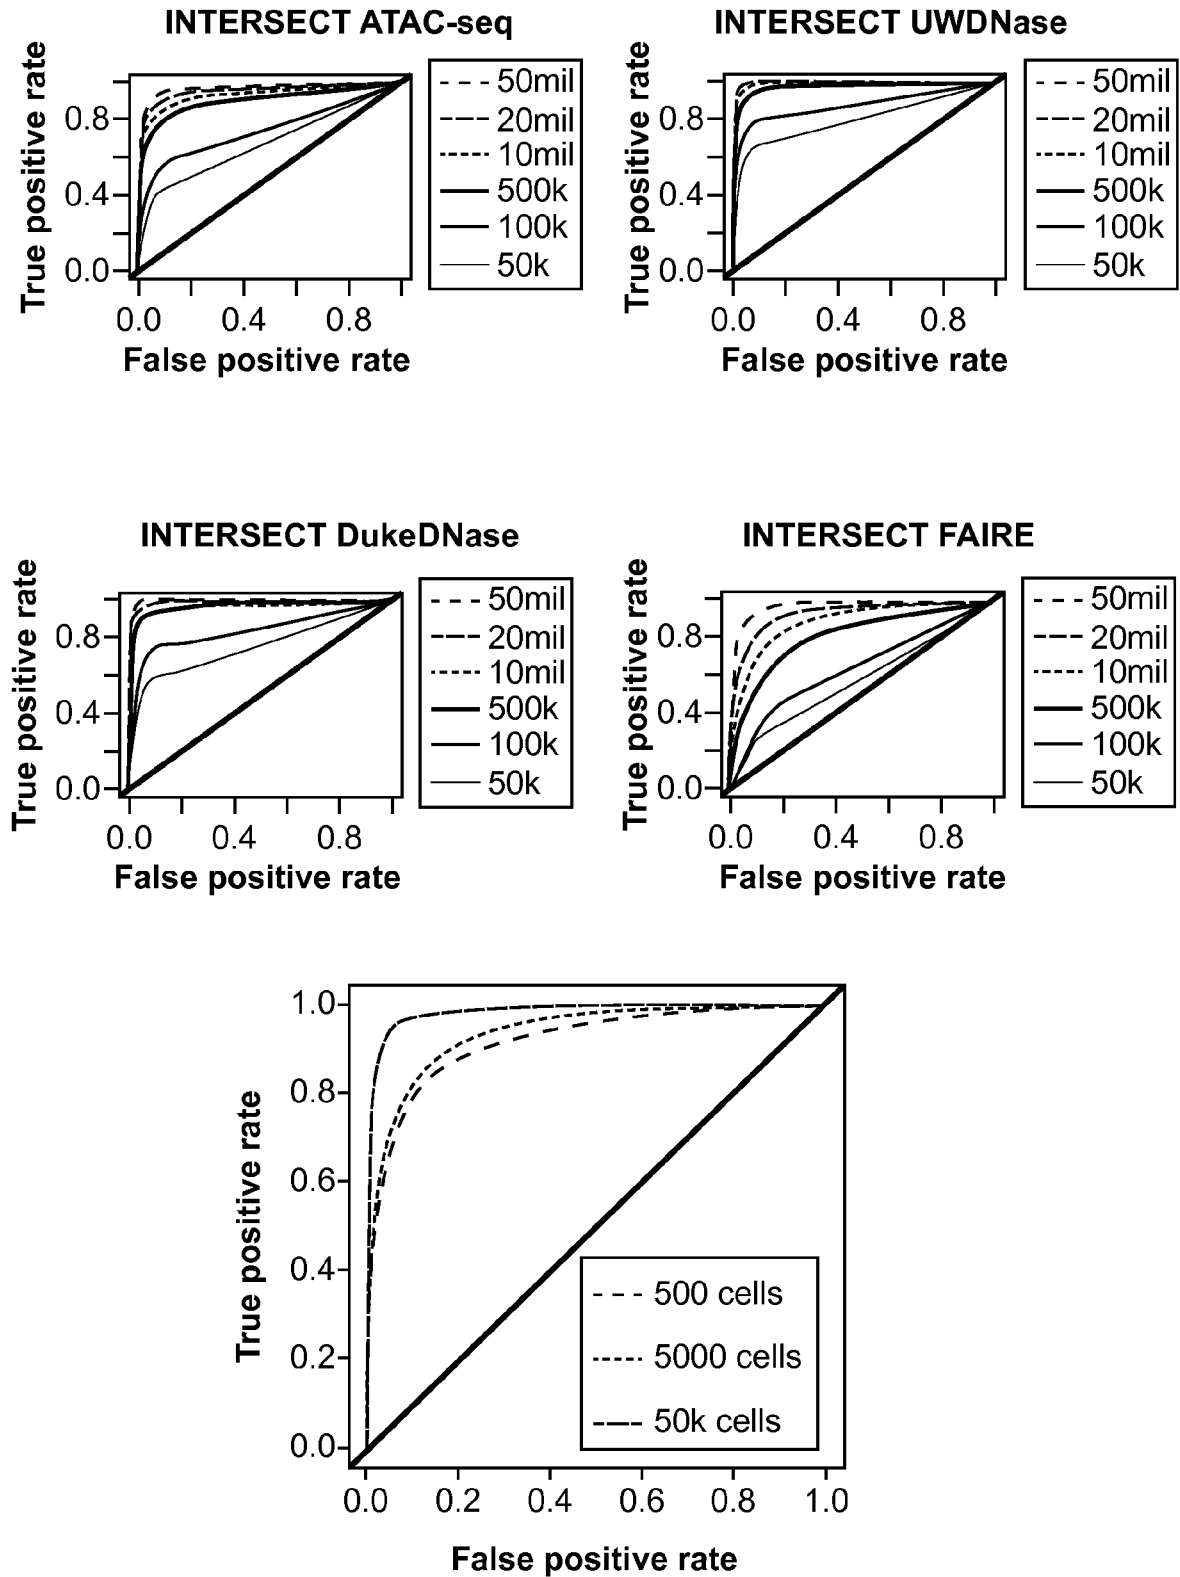 INTERSECT ATAC-seq
True positive rate
0.8
0.4
0.0
0.0 0.4 0.8
False positive rate
50mil
20mil
10mil
500k
100k
50k
INTERSECT UWDNase
True positive rate
0.8
0.4
0.0
0.0 0.4 0.8
False positive rate
50mil
20mil
10mil
500k
100k
50k
INTERSECT DukeDNase
True positive rate
0.8
0.4
0.0
0.0 0.4 0.8
False positive rate
50mil
20mil
10mil
500k
100k
50k
INTERSECT FAIRE
True positive rate
0.8
0.4
0.0
0.0 0.4 0.8
False positive rate
50mil
20mil
10mil
500k
100k
50k
True positive rate
1.0
0.8
0.6
0.4
0.2
0.0
0.0 0.2 0.4 0.6 0.8 1.0
False positive rate
500 cells
5000 cells
50k cells